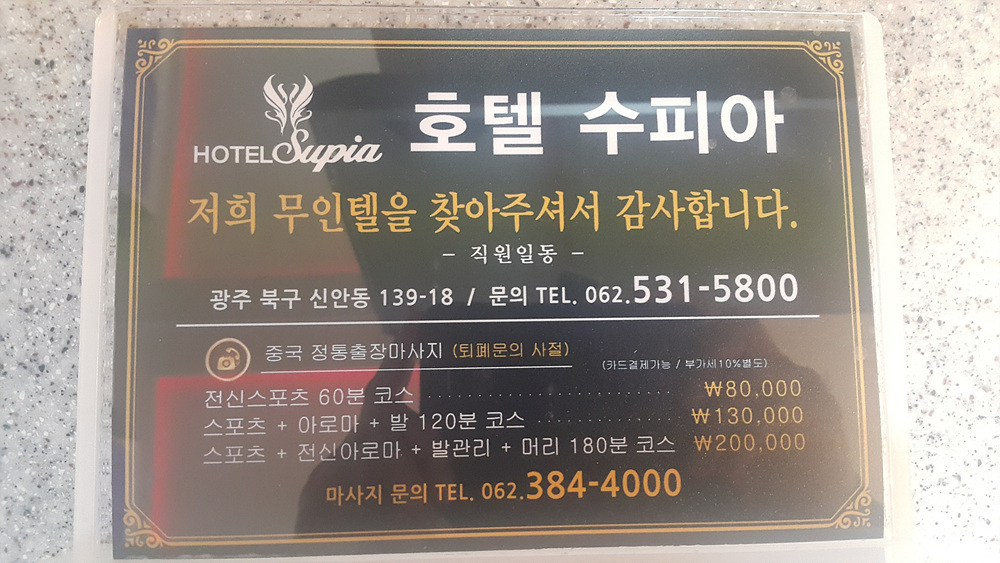 HOTEL Supia 호텔 수피아
저희 무인텔을 찾아주셔서 감사합니다.
- 직원일동 -
광주 북구 신안동 139-18 / 문의 TEL. 062.531-5800
중국 정통출장마사지 (퇴폐문의 사절) (카드결제가능 / 부가세10%별도)
전신스포츠 60분 코스 ₩80,000
스포츠 + 아로마 + 발 120분 코스 ₩130,000
스포츠 + 전신아로마 + 발관리 + 머리 180분 코스 ₩200,000
마사지 문의 TEL. 062.384-4000